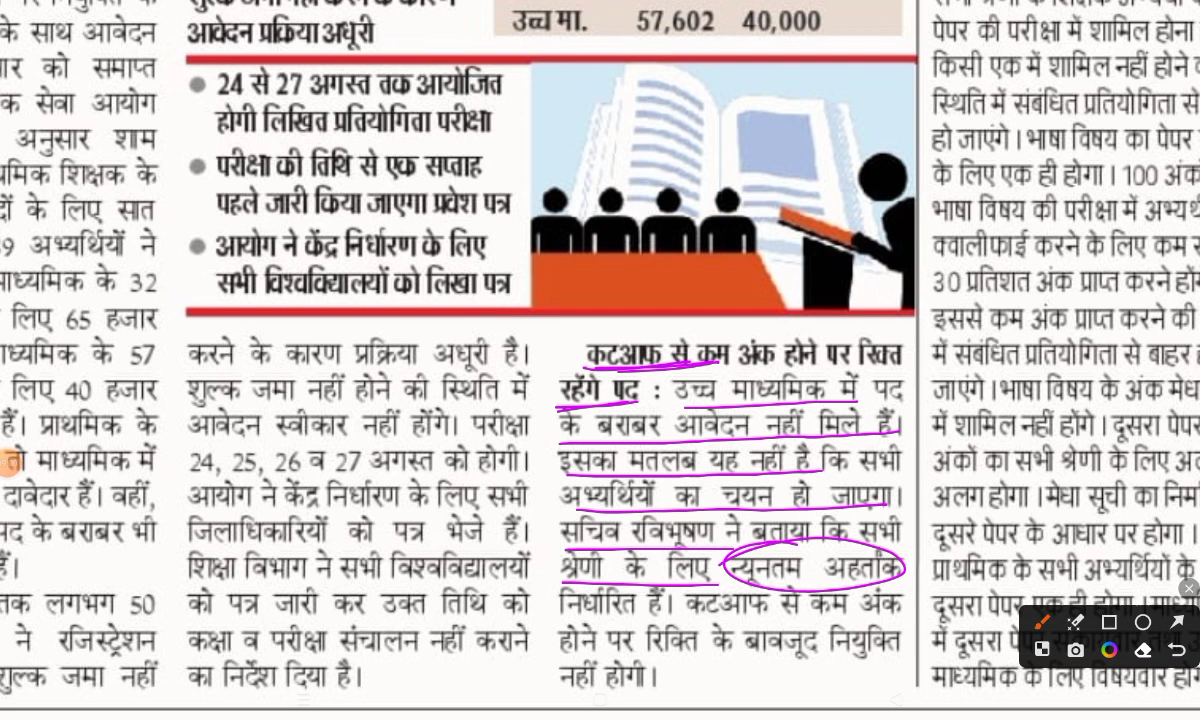 के साथ आवेदन
को समाप्त
क सेवा आयोग
अनुसार शाम
शिक्षक के
के लिए सात
अभ्यर्थियों ने
माध्यमिक के 32
लिए 65 हजार
के 57
लिए 40 हजार
हैं। प्राथमिक के
माध्यमिक में
दावेदार हैं। वहीं,
पद के बराबर भी
हैं।
तक लगभग 50
ने रजिस्ट्रेशन
शुल्क जमा नहीं
आवेदन प्रक्रिया अधूरी
उच्च मा. 57,602 40,000
24 से 27 अगस्त तक आयोजित
होगी लिखित प्रतियोगिता परीक्षा
परीक्षा की तिथि से एक सप्ताह
पहले जारी किया जाएगा प्रवेश पत्र
आयोग ने केंद्र निर्धारण के लिए
सभी विश्वविद्यालयों को लिखा पत्र
करने के कारण प्रक्रिया अधूरी है।
शुल्क जमा नहीं होने की स्थिति में
आवेदन स्वीकार नहीं होंगे। परीक्षा
24, 25, 26 व 27 अगस्त को होगी।
आयोग ने केंद्र निर्धारण के लिए सभी
जिलाधिकारियों को पत्र भेजे हैं।
शिक्षा विभाग ने सभी विश्वविद्यालयों
को पत्र जारी कर उक्त तिथि को
कक्षा व परीक्षा संचालन नहीं कराने
का निर्देश दिया है।
कटआफ से कम अंक होने पर रिक्त
रहेंगे पद : उच्च माध्यमिक में पद
के बराबर आवेदन नहीं मिले हैं।
इसका मतलब यह नहीं है कि सभी
अभ्यर्थियों का चयन हो जाएगा।
सचिव रविभूषण ने बताया कि सभी
श्रेणी के लिए न्यूनतम अहर्तांक
निर्धारित हैं। कटआफ से कम अंक
होने पर रिक्ति के बावजूद नियुक्ति
नहीं होगी।
पेपर की परीक्षा में शामिल होना
किसी एक में शामिल नहीं होने
स्थिति में संबंधित प्रतियोगिता से
हो जाएंगे। भाषा विषय का पेपर
के लिए एक ही होगा। 100 अंक
भाषा विषय की परीक्षा में
क्वालीफाई करने के लिए कम
30 प्रतिशत अंक प्राप्त करने
इससे कम अंक प्राप्त करने की
में संबंधित प्रतियोगिता से बाहर
जाएंगे। भाषा विषय के अंक
में शामिल नहीं होंगे। दूसरा पेपर
अंकों का सभी श्रेणी के लिए
अलग होगा। मेधा सूची का
दूसरे पेपर के आधार पर होगा।
प्राथमिक के सभी अभ्यर्थियों के
दूसरा पेपर एक ही होगा।
में दूसरा
माध्यमिक के लिए विषयवार